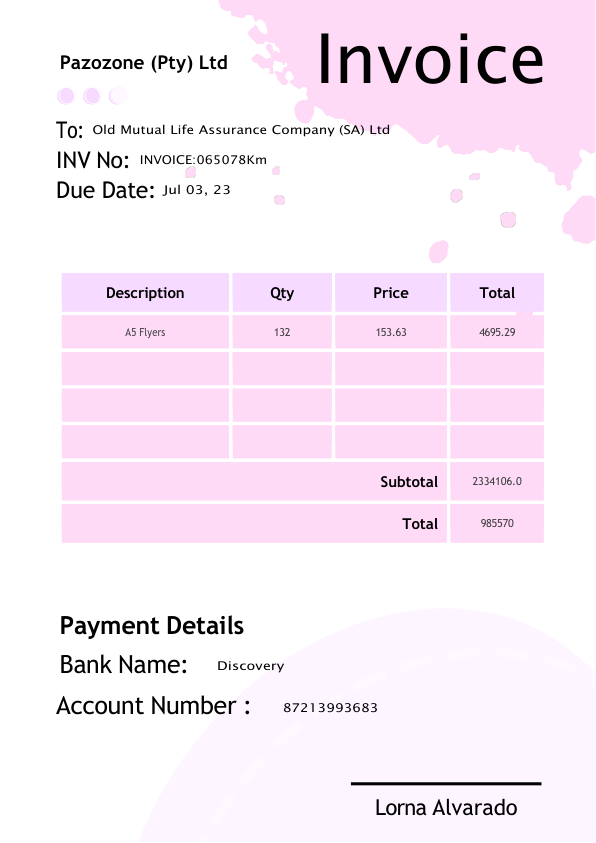 Invoice
Pazozone (Pty) Ltd
To: Old Mutual Life Assurance Company (SA) Ltd
INV No: INVOICE:065078Km
Due Date: Jul 03, 23
Description Qty Price Total
A5 Flyers 132 153.63 4695.29
Subtotal 2334106.0
Total 985570
Payment Details
Bank Name: Discovery
Account Number : 87213993683
Lorna Alvarado